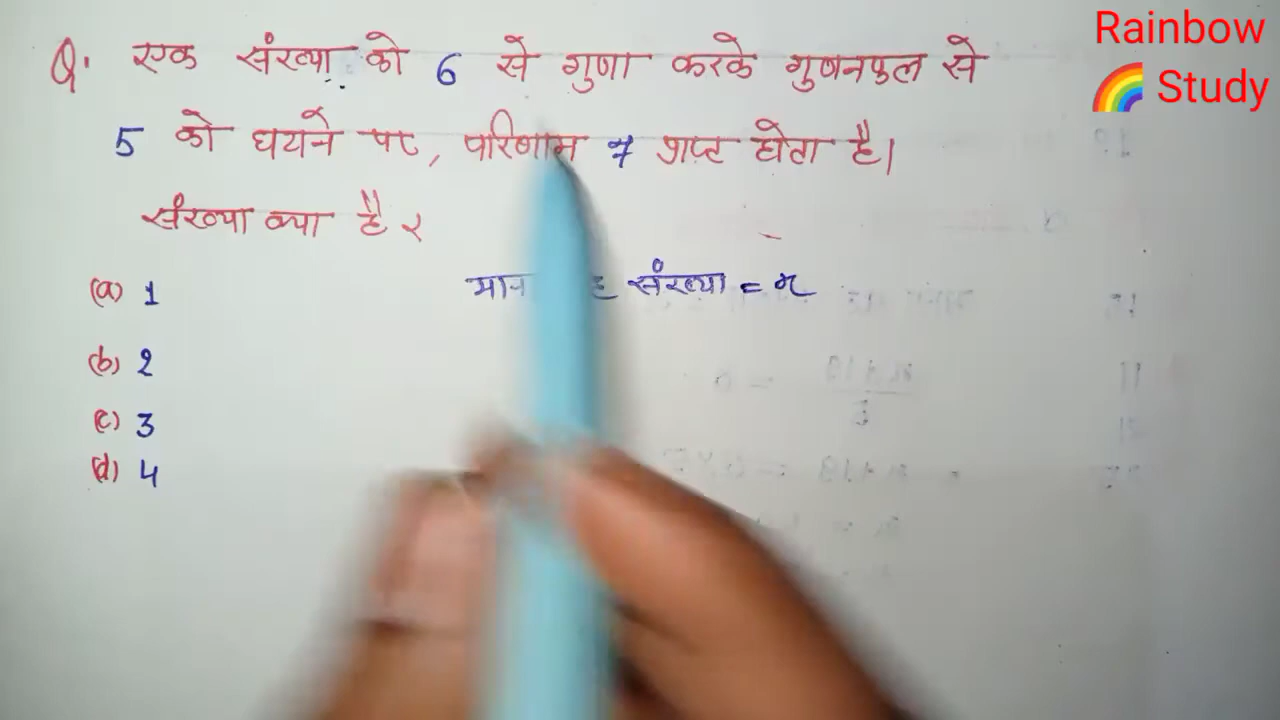 Rainbow
Study
Q. एक संख्या को 6 से गुणा करके गुणनफल से
5 को घटाने पर, परिणाम 7 प्राप्त होता है।
संख्या क्या है ?
(a) 1
(b) 2
(c) 3
(d) 4
संख्या = x